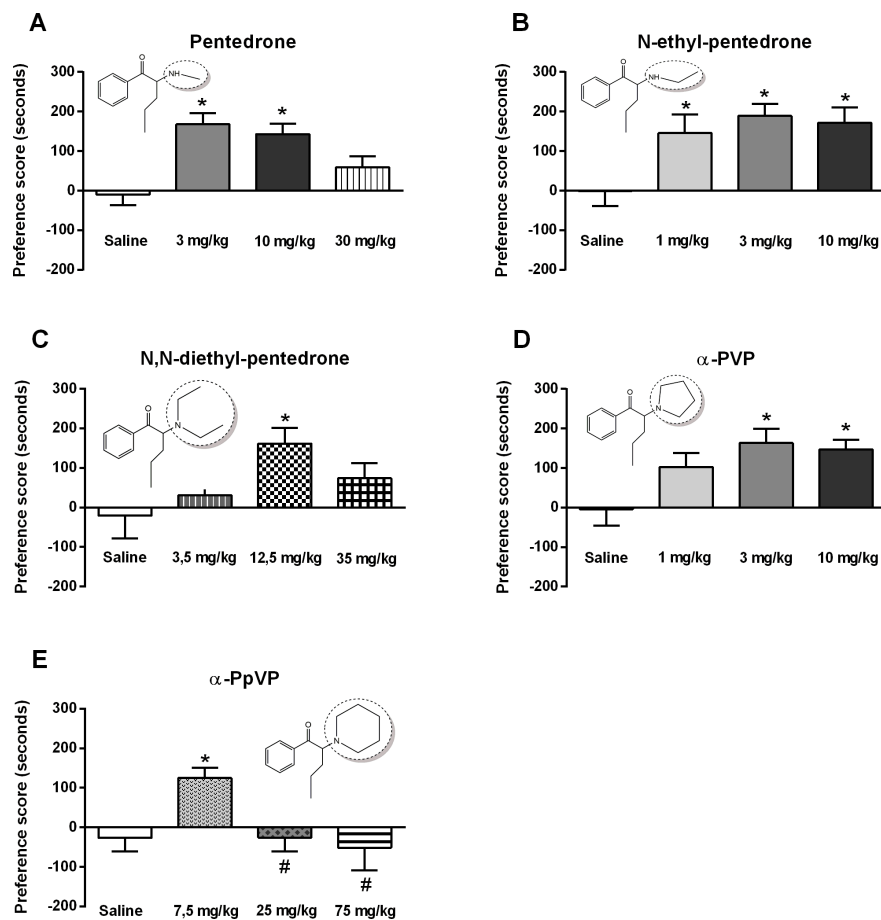 A
Pentedrone
Preference score (seconds)
300
200
100
0
-100
-200
O
NH
*
*
Saline
3 mg/kg
10 mg/kg
30 mg/kg
B
N-ethyl-pentedrone
Preference score (seconds)
300
200
100
0
-100
-200
O
NH
*
*
*
Saline
1 mg/kg
3 mg/kg
10 mg/kg
C
N,N-diethyl-pentedrone
Preference score (seconds)
300
200
100
0
-100
-200
O
N
*
Saline
3,5 mg/kg
12,5 mg/kg
35 mg/kg
D
α-PVP
Preference score (seconds)
300
200
100
0
-100
-200
O
N
*
*
Saline
1 mg/kg
3 mg/kg
10 mg/kg
E
α-PpVP
Preference score (seconds)
300
200
100
0
-100
-200
O
N
*
#
#
Saline
7,5 mg/kg
25 mg/kg
75 mg/kg